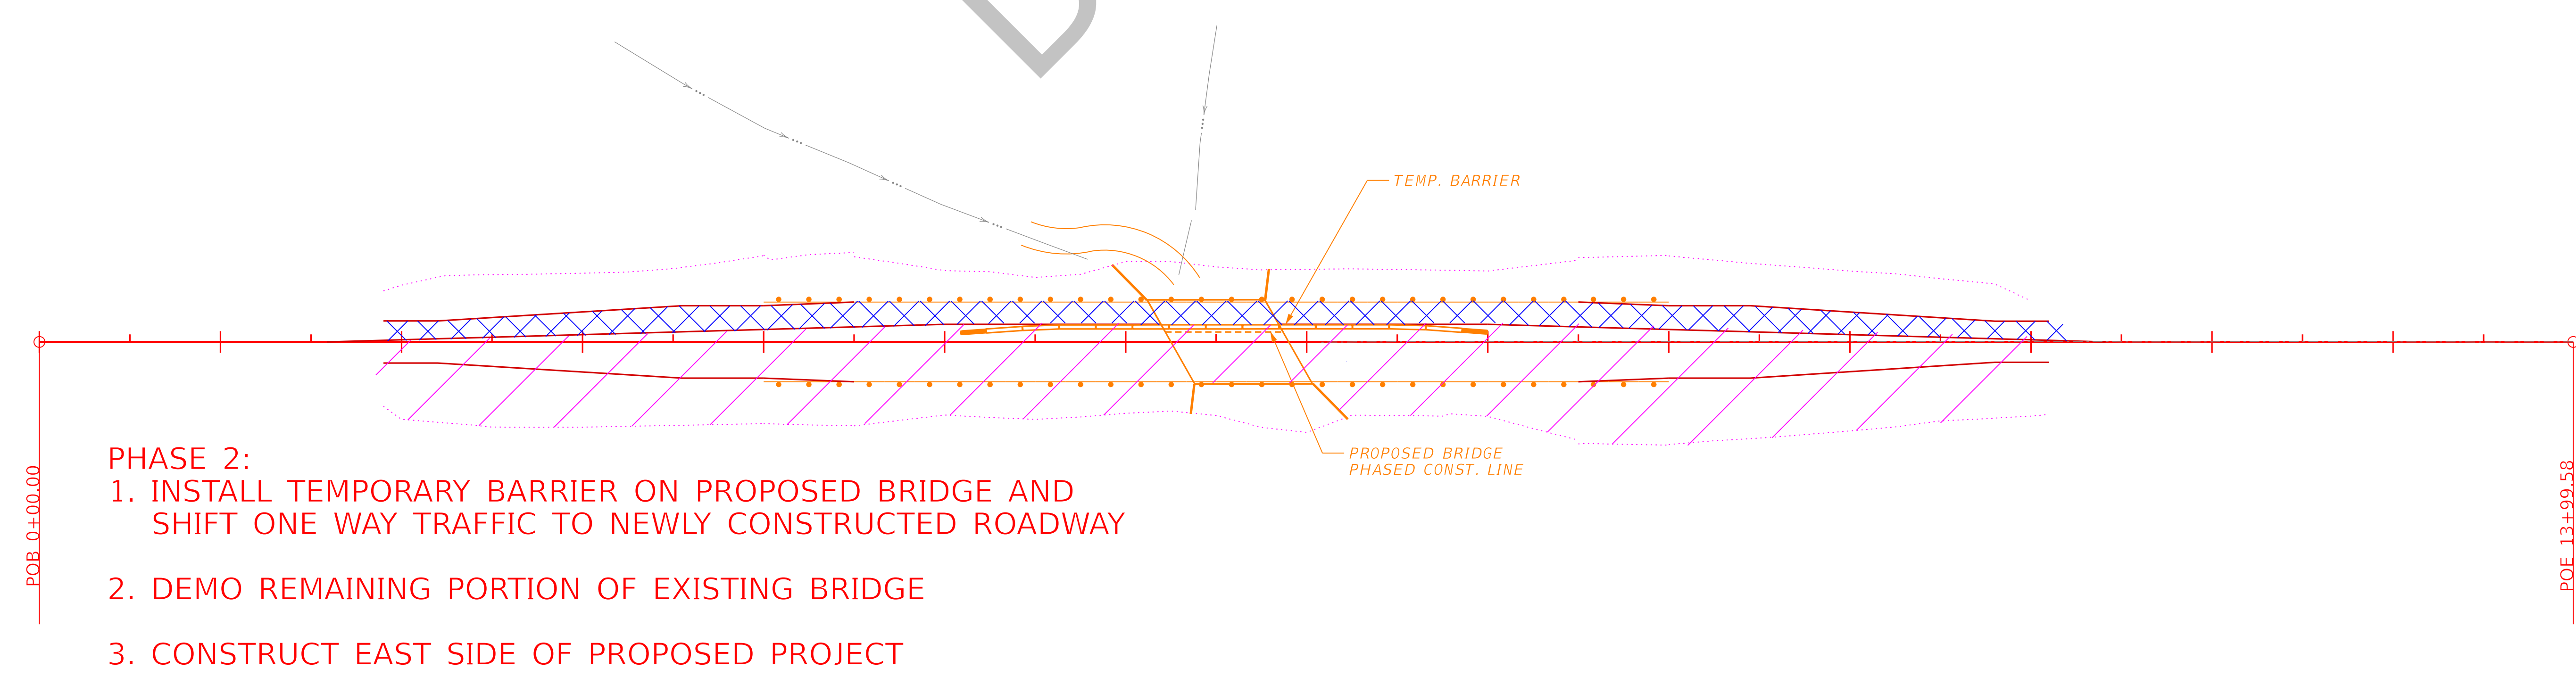 TEMP. BARRIER
PROPOSED BRIDGE
PHASED CONST. LINE
POB 0+00.00
POE 13+99.58
PHASE 2:
1. INSTALL TEMPORARY BARRIER ON PROPOSED BRIDGE AND
SHIFT ONE WAY TRAFFIC TO NEWLY CONSTRUCTED ROADWAY
2. DEMO REMAINING PORTION OF EXISTING BRIDGE
3. CONSTRUCT EAST SIDE OF PROPOSED PROJECT